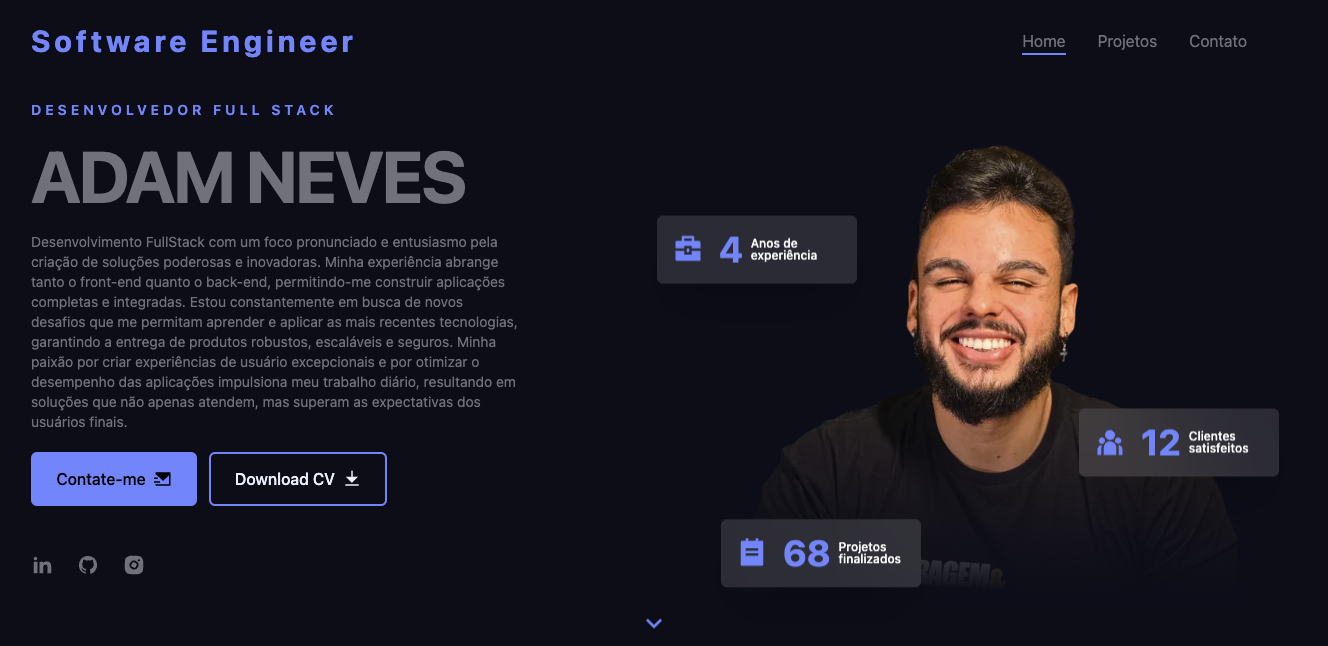 Software Engineer
Home Projetos Contato
DESENVOLVEDOR FULL STACK
ADAM NEVES
Desenvolvimento FullStack com um foco pronunciado e entusiasmo pela
criação de soluções poderosas e inovadoras. Minha experiência abrange
tanto o front-end quanto o back-end, permitindo-me construir aplicações
completas e integradas. Estou constantemente em busca de novos
desafios que me permitam aprender e aplicar as mais recentes tecnologias,
garantindo a entrega de produtos robustos, escaláveis e seguros. Minha
paixão por criar experiências de usuário excepcionais e por otimizar o
desempenho das aplicações impulsiona meu trabalho diário, resultando em
soluções que não apenas atendem, mas superam as expectativas dos
usuários finais.
Contate-me
Download CV
in
4 Anos de
experiência
12 Clientes
satisfeitos
68 Projetos
finalizados